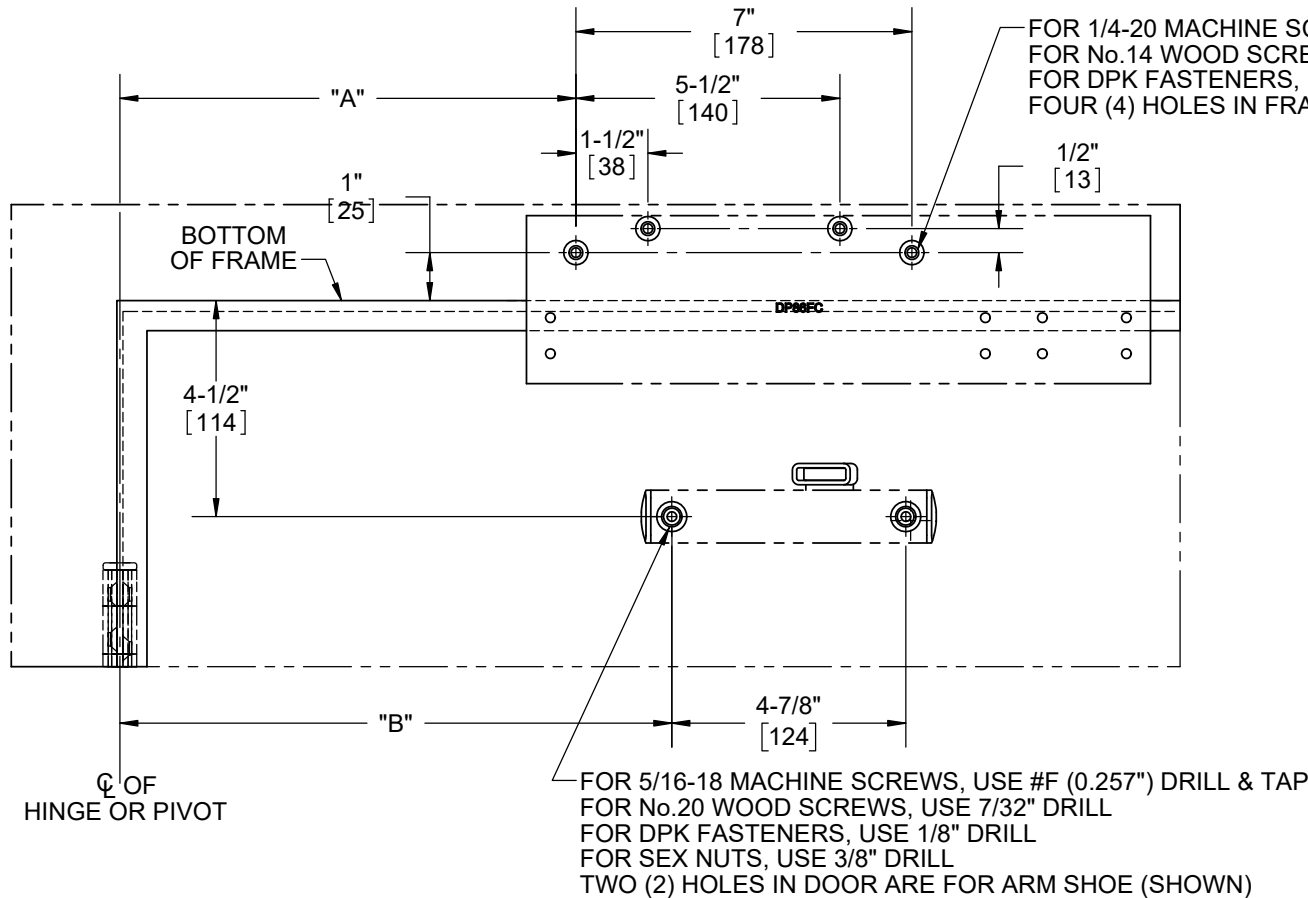 7"
[178]
FOR 1/4-20 MACHINE SC
FOR No.14 WOOD SCRE
FOR DPK FASTENERS,
FOUR (4) HOLES IN FRA
"A"
5-1/2"
[140]
1-1/2"
[38]
1/2"
[13]
1"
[25]
BOTTOM
OF FRAME
DP86FC
4-1/2"
[114]
"B"
4-7/8"
[124]
℄ OF
HINGE OR PIVOT
FOR 5/16-18 MACHINE SCREWS, USE #F (0.257") DRILL & TAP
FOR No.20 WOOD SCREWS, USE 7/32" DRILL
FOR DPK FASTENERS, USE 1/8" DRILL
FOR SEX NUTS, USE 3/8" DRILL
TWO (2) HOLES IN DOOR ARE FOR ARM SHOE (SHOWN)